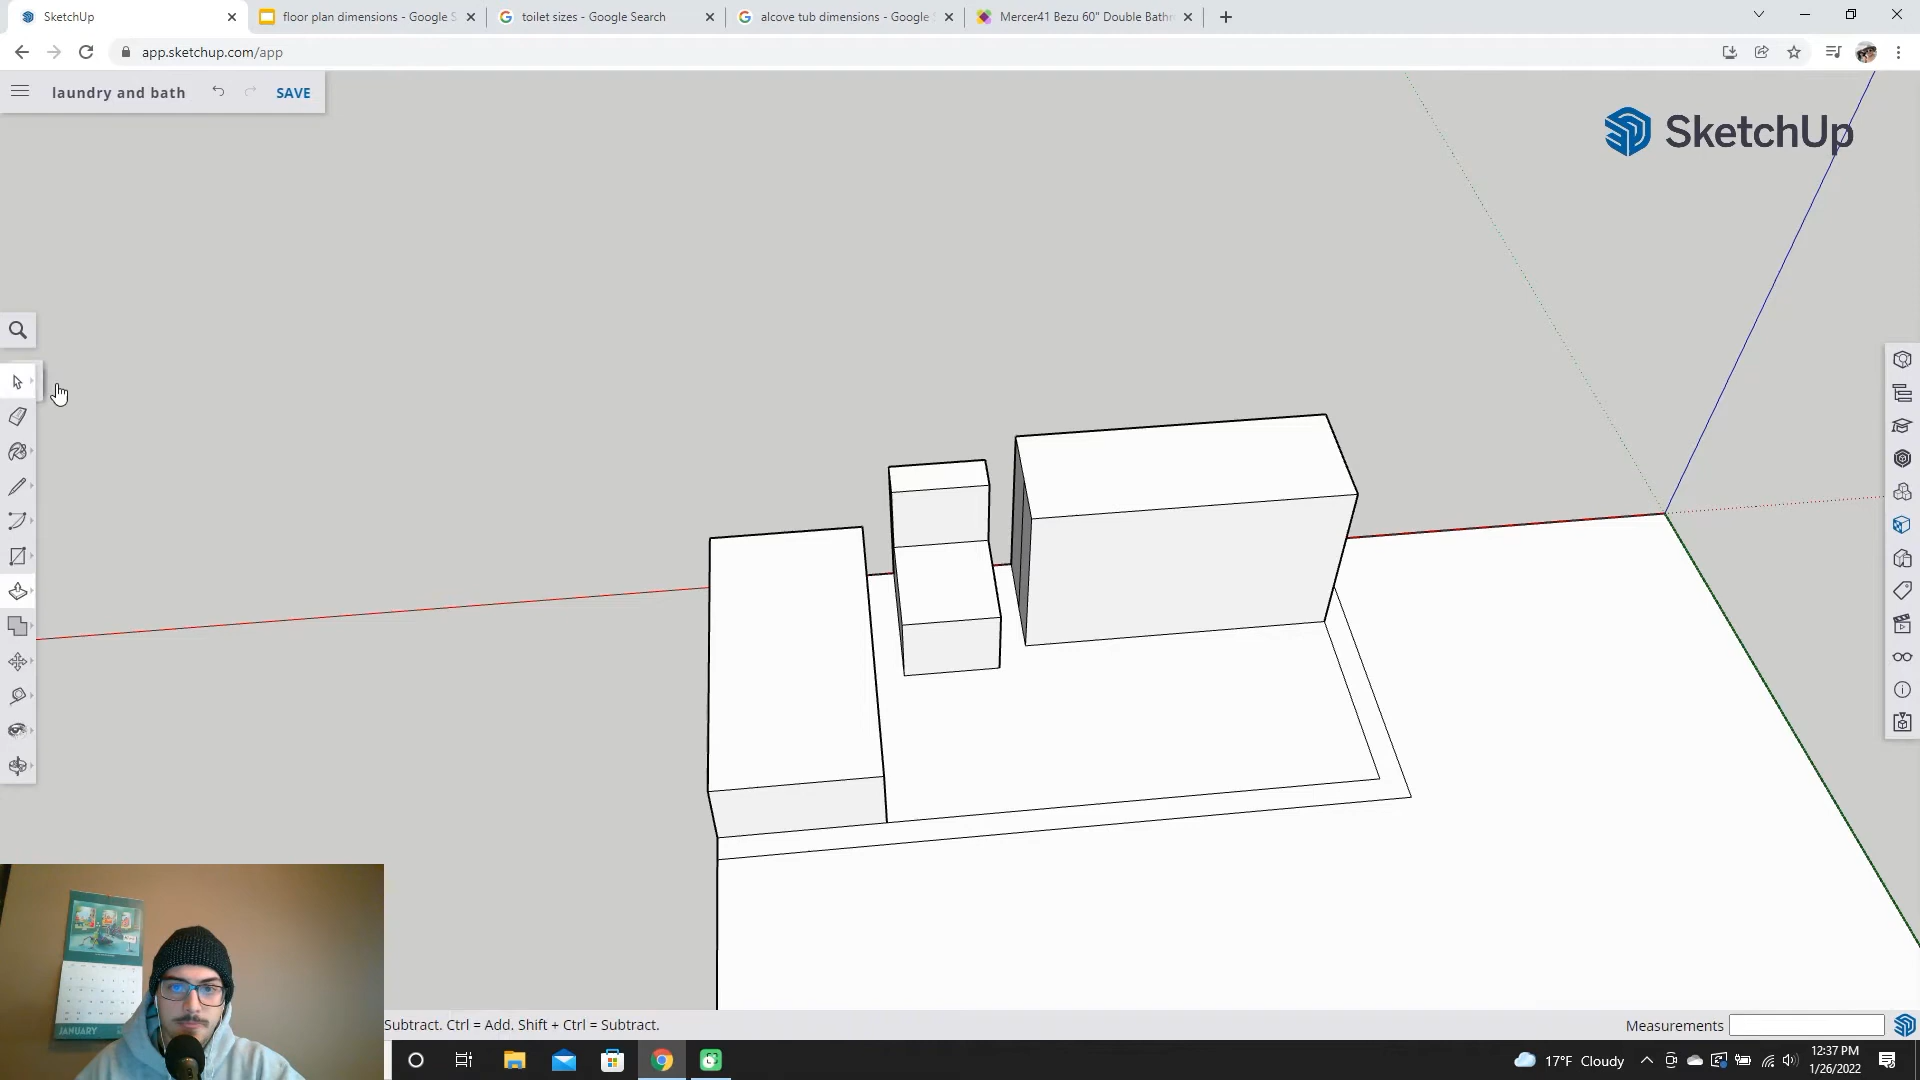 SketchUp
floor plan dimensions - Google S
toilet sizes - Google Search
alcove tub dimensions - Google
Mercer41 Bezu 60" Double Bath
app.sketchup.com/app
laundry and bath
SAVE
SketchUp
JANUARY
Subtract. Ctrl = Add. Shift + Ctrl = Subtract.
Measurements
17°F Cloudy
12:37 PM
1/26/2022